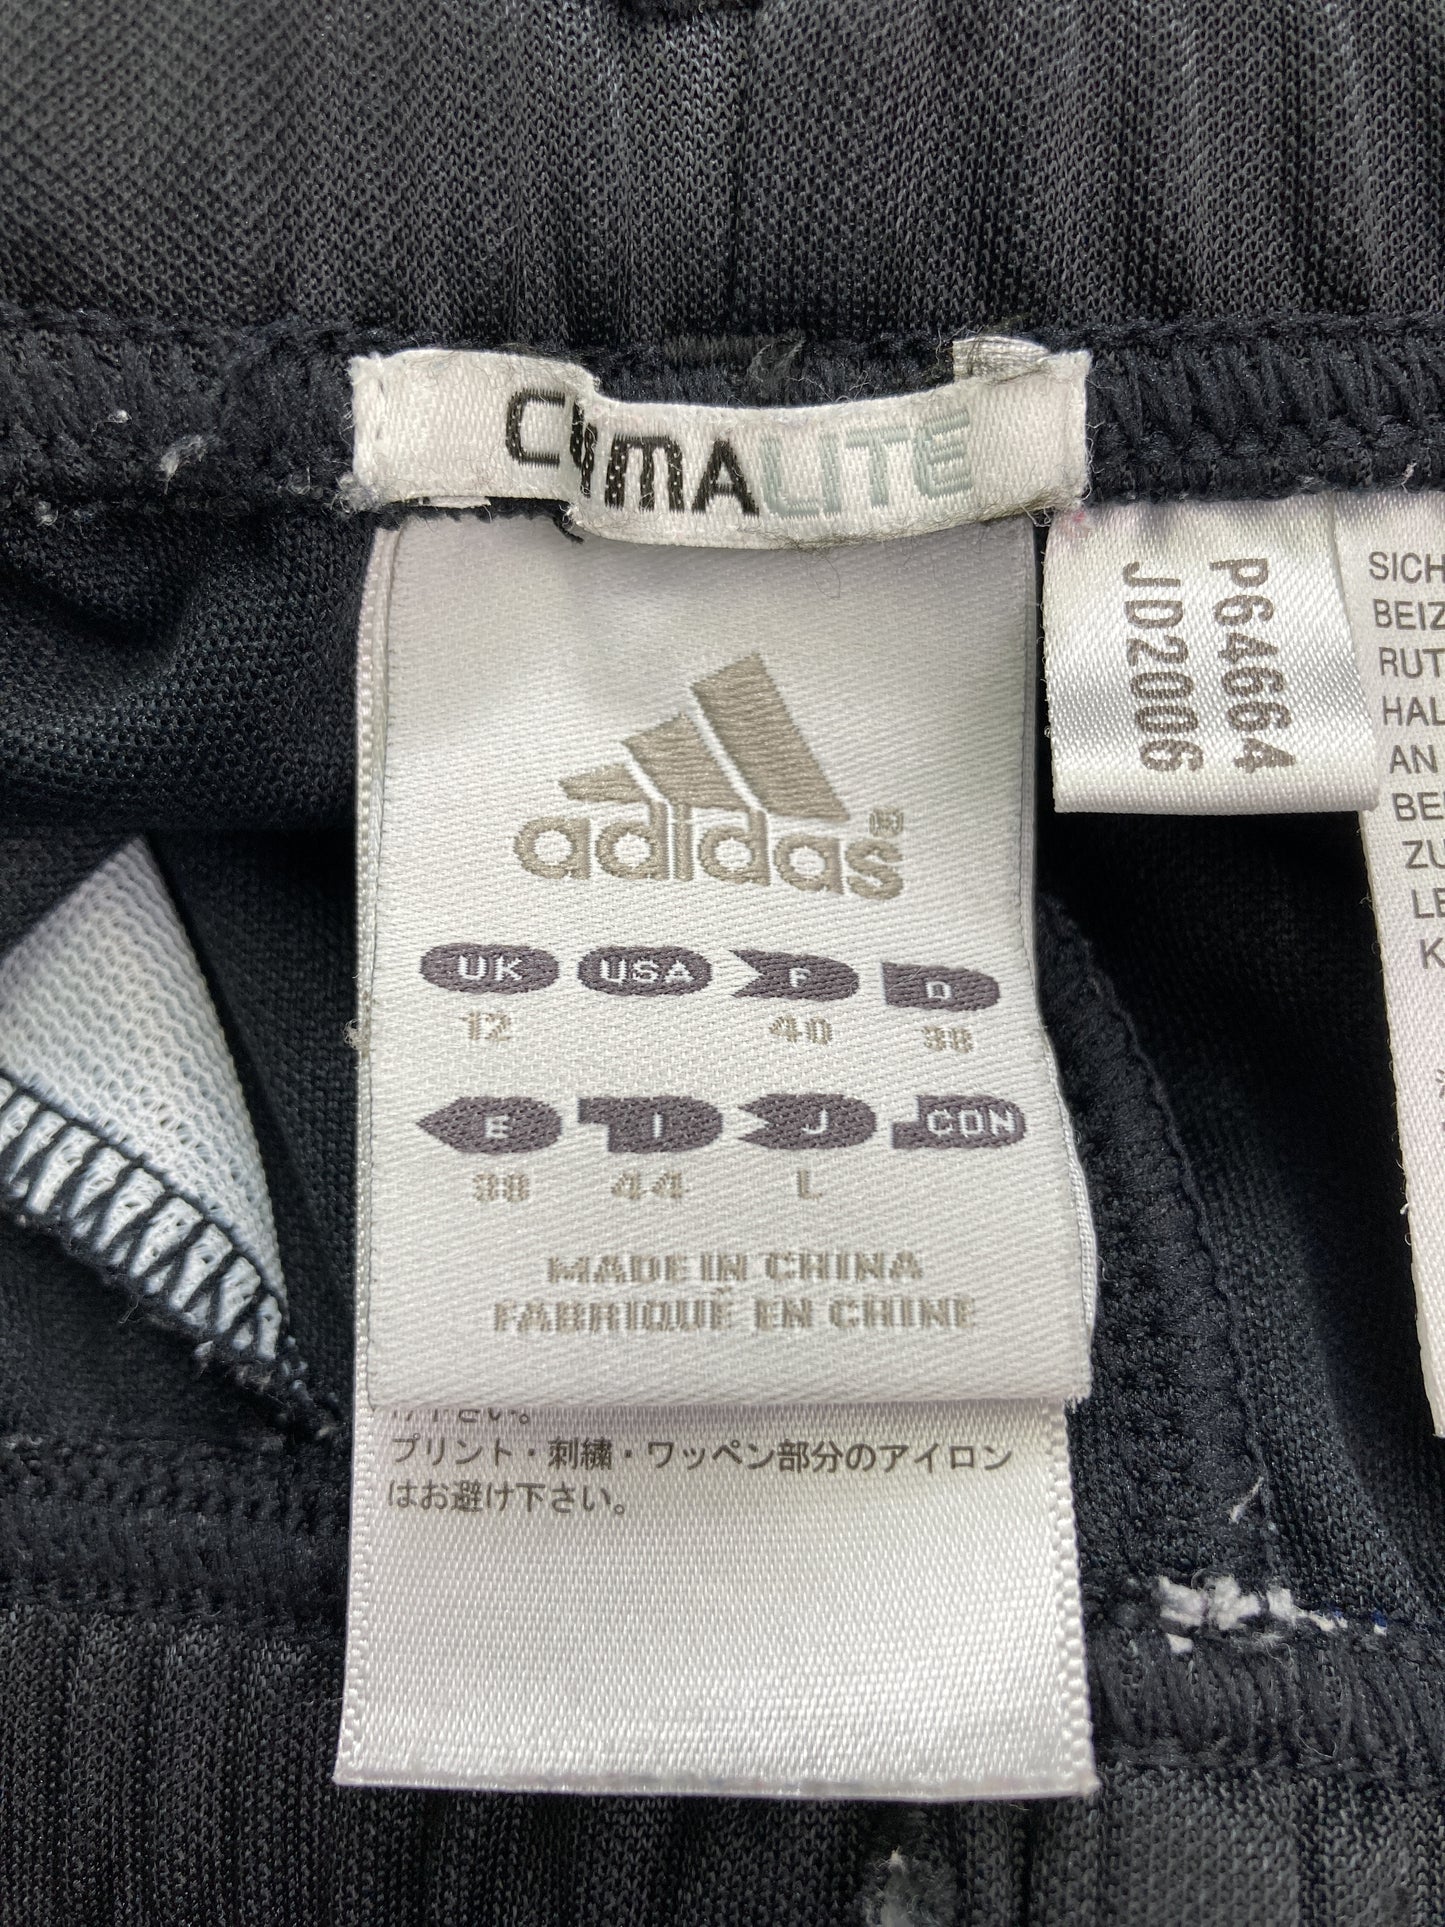 CLIMALITE
adidas®
UK USA F D
12 40 38
E I J CON
38 44 L
MADE IN CHINA
FABRIQUÉ EN CHINE
プリント・刺繍・ワッペン部分のアイロン
はお避け下さい。
P64664
JD2006
SICH
BEIZ
RUT
HAL
AN
BE
ZU
LE
K